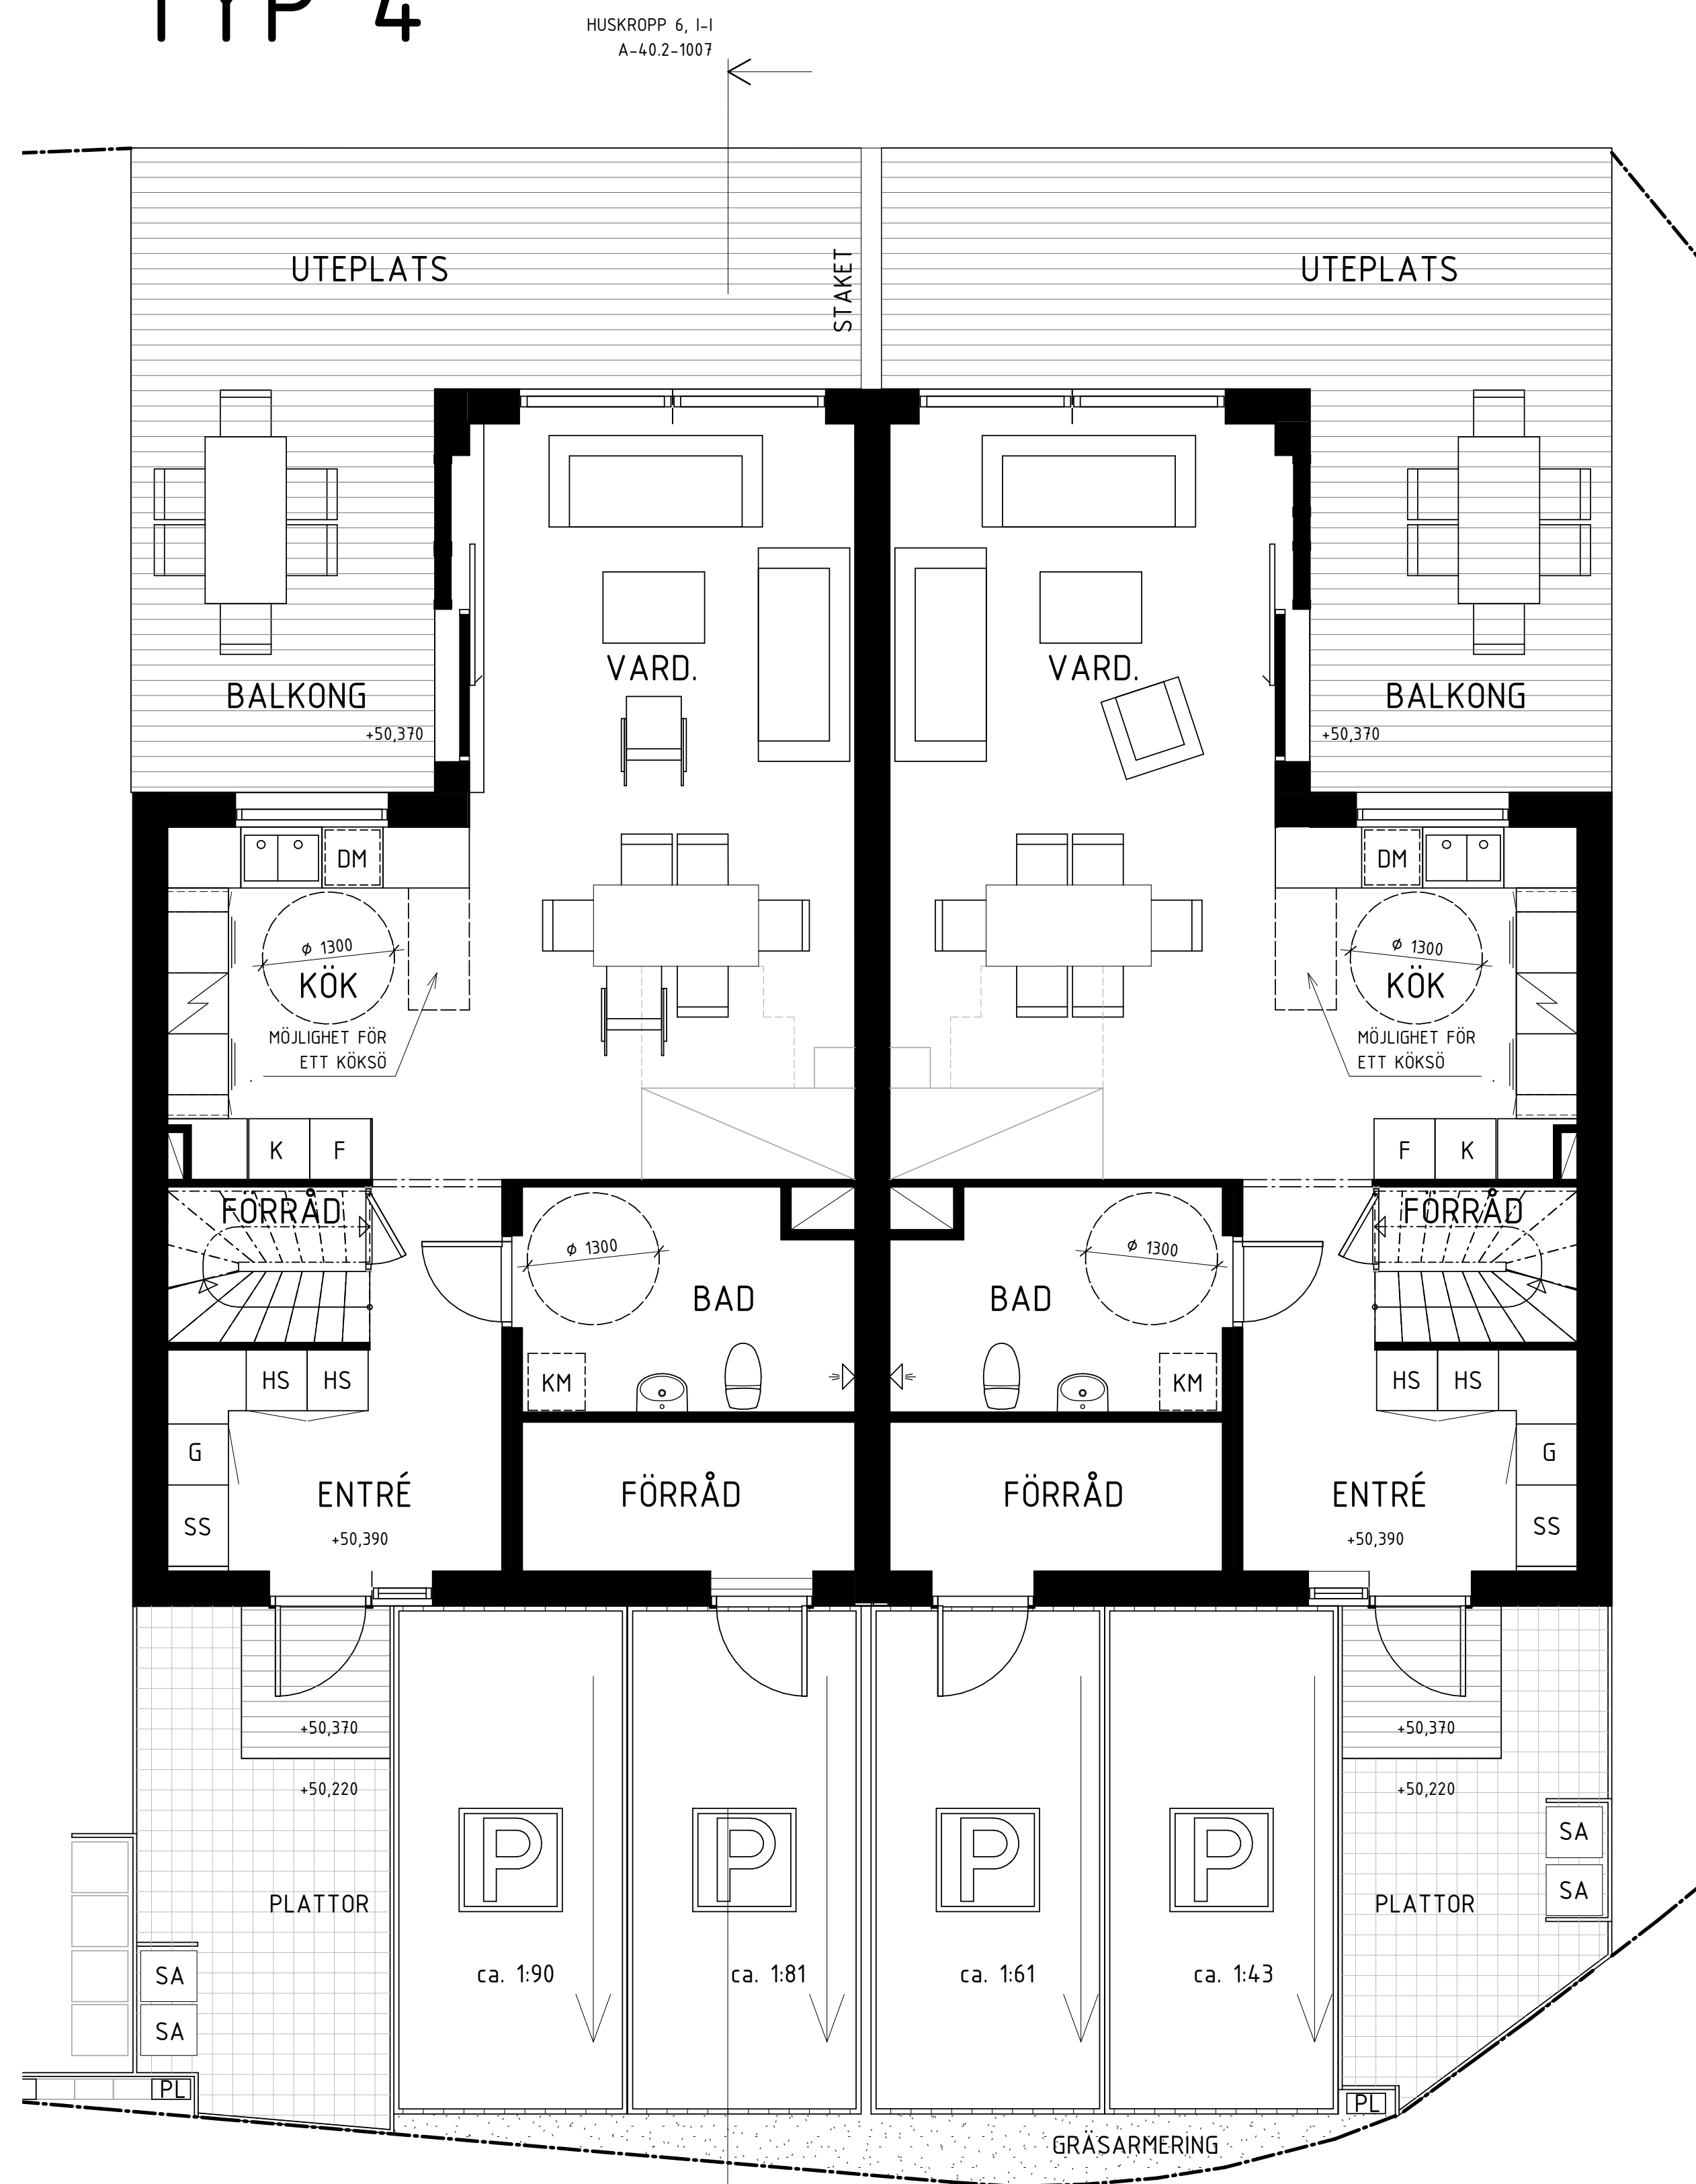 TYP 4
HUSKROPP 6, I-I
A-40.2-1007
UTEPLATS
STAKET
UTEPLATS
VARD.
VARD.
BALKONG
BALKONG
+50,370
+50,370
DM
DM
ϕ 1300
ϕ 1300
KÖK
KÖK
MÖJLIGHET FÖR
ETT KÖKSÖ
MÖJLIGHET FÖR
ETT KÖKSÖ
K
F
F
K
FÖRRÅD
FÖRRÅD
ϕ 1300
ϕ 1300
BAD
BAD
HS
HS
KM
KM
HS
HS
G
G
ENTRÉ
FÖRRÅD
FÖRRÅD
ENTRÉ
SS
+50,390
+50,390
SS
+50,370
+50,370
+50,220
+50,220
P
P
P
P
SA
SA
PLATTOR
PLATTOR
ca. 1:90
ca. 1:81
ca. 1:61
ca. 1:43
SA
SA
PL
PL
GRÄSARMERING